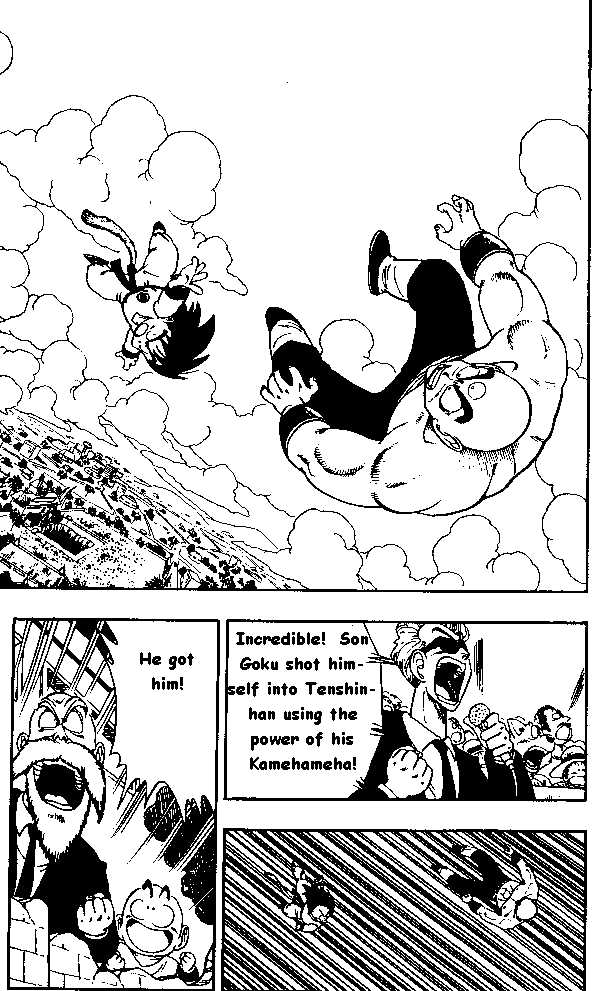 He got
him!
Incredible! Son
Goku shot him-
self into Tenshin-
han using the
power of his
Kamehameha!